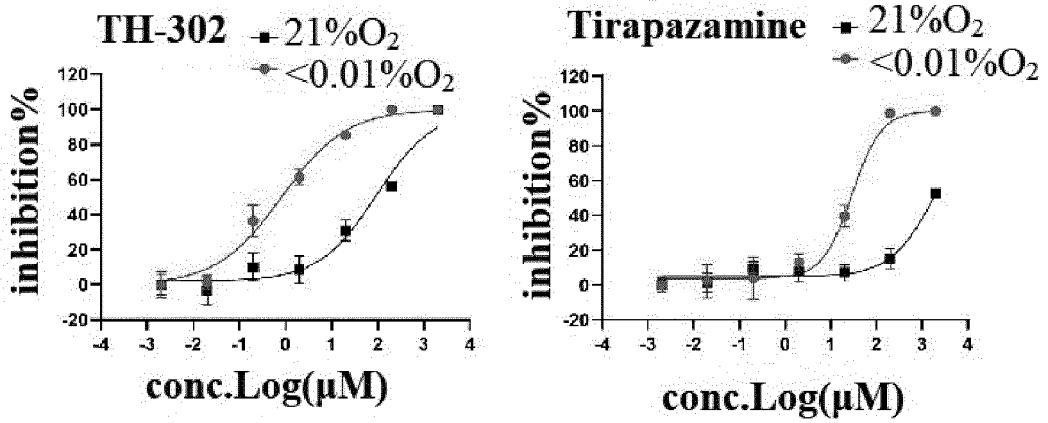 TH-302
21%O₂
<0.01%O₂
120
100
80
60
40
20
0
-20
inhibition%
-4 -3 -2 -1 0 1 2 3 4
conc.Log(μM)
Tirapazamine
21%O₂
<0.01%O₂
120
100
80
60
40
20
0
-20
inhibition%
-4 -3 -2 -1 0 1 2 3 4
conc.Log(μM)